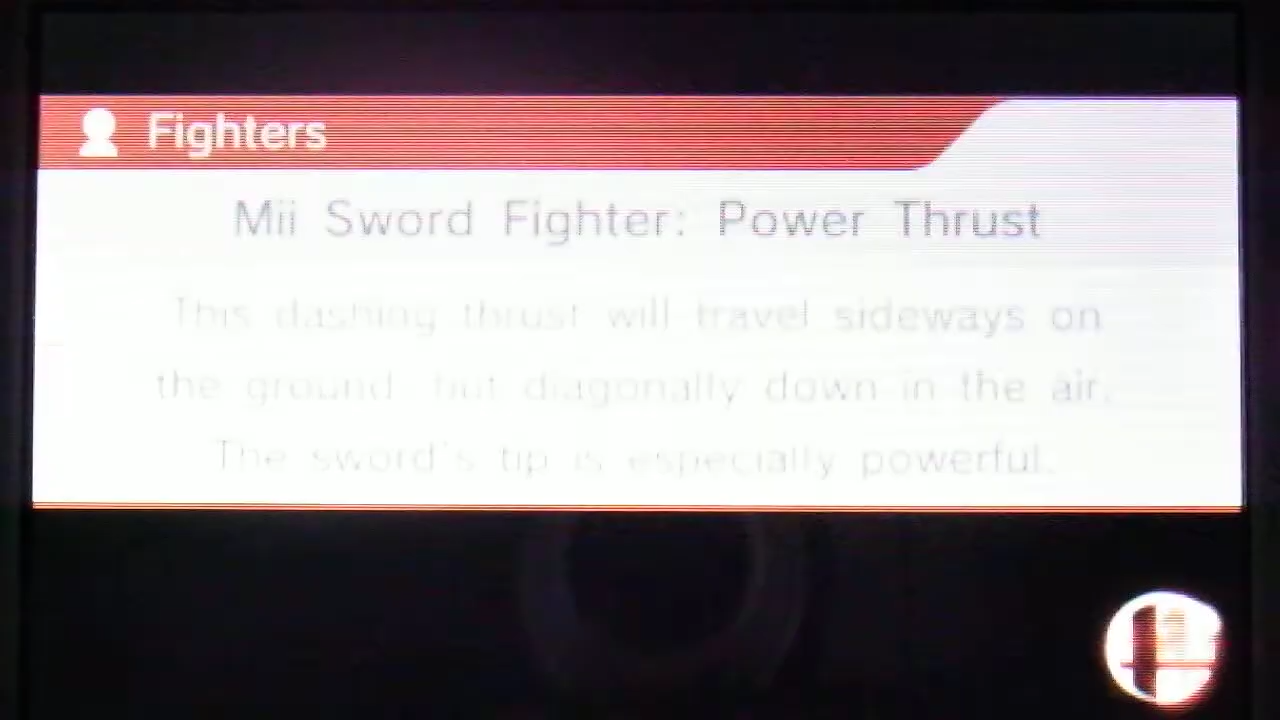 Fighters
Mii Sword Fighter: Power Thrust
This dashing thrust will travel sideways on
the ground, but diagonally down in the air.
The sword's tip is especially powerful.